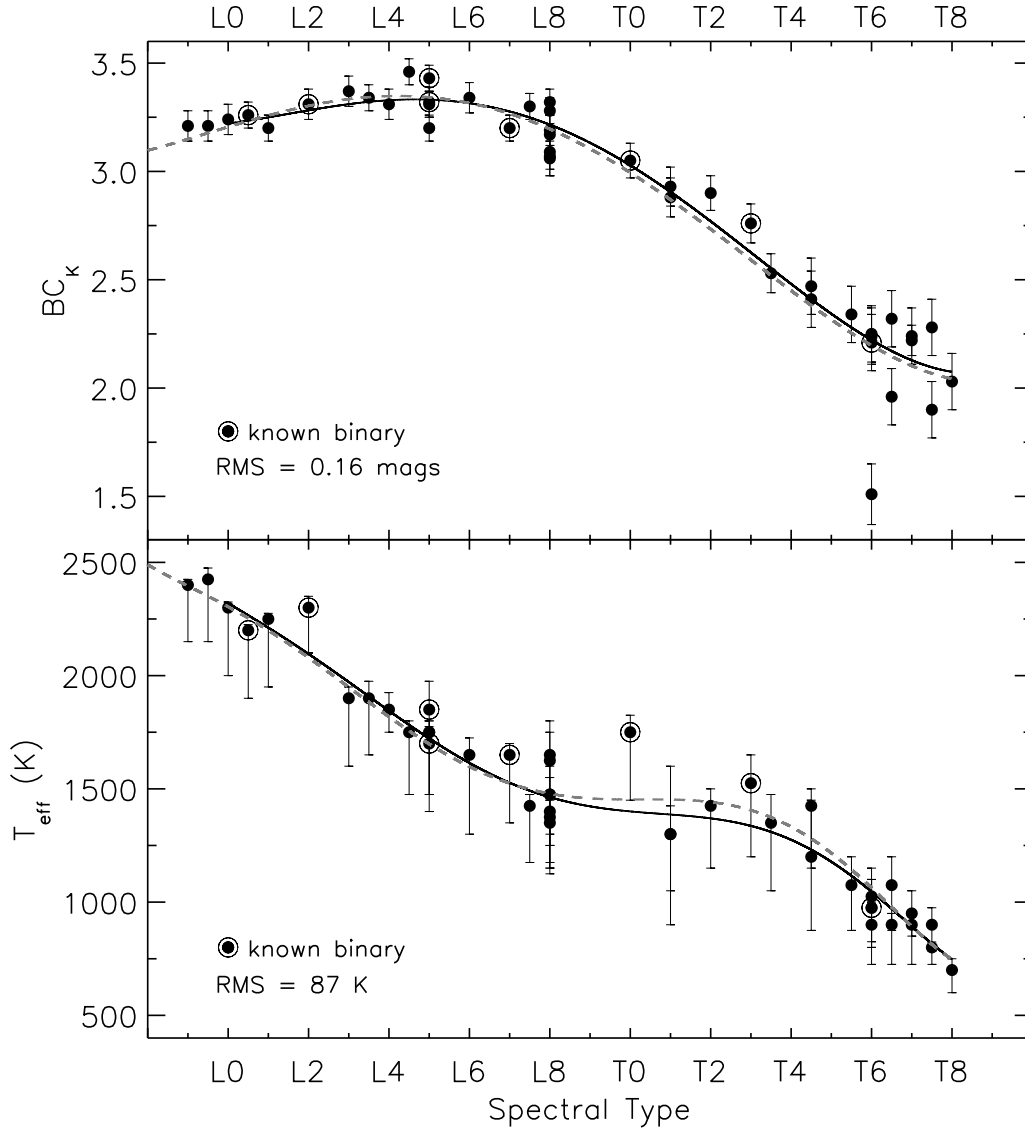 L0 L2 L4 L6 L8 T0 T2 T4 T6 T8
3.5
3.0
2.5
2.0
1.5
BC_K
known binary
RMS = 0.16 mags
2500
2000
1500
1000
500
T_eff (K)
known binary
RMS = 87 K
L0 L2 L4 L6 L8 T0 T2 T4 T6 T8
Spectral Type